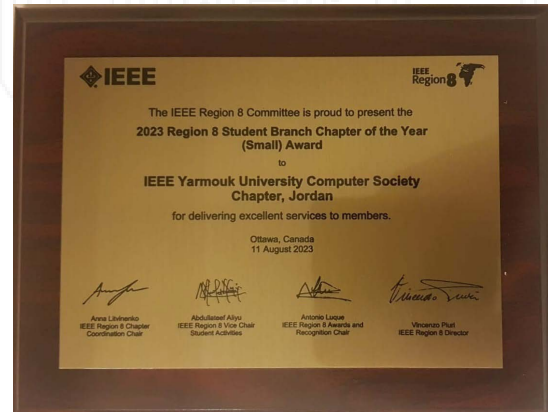 IEEE
IEEE
Region 8
The IEEE Region 8 Committee is proud to present the
2023 Region 8 Student Branch Chapter of the Year
(Small) Award
to
IEEE Yarmouk University Computer Society
Chapter, Jordan
for delivering excellent services to members.
Ottawa, Canada
11 August 2023
Anna Litvinenko
IEEE Region 8 Chapter
Coordination Chair
Abdullateef Aliyu
IEEE Region 8 Vice Chair
Student Activities
Antonio Luque
IEEE Region 8 Awards and
Recognition Chair
Vincenzo Piuri
IEEE Region 8 Director